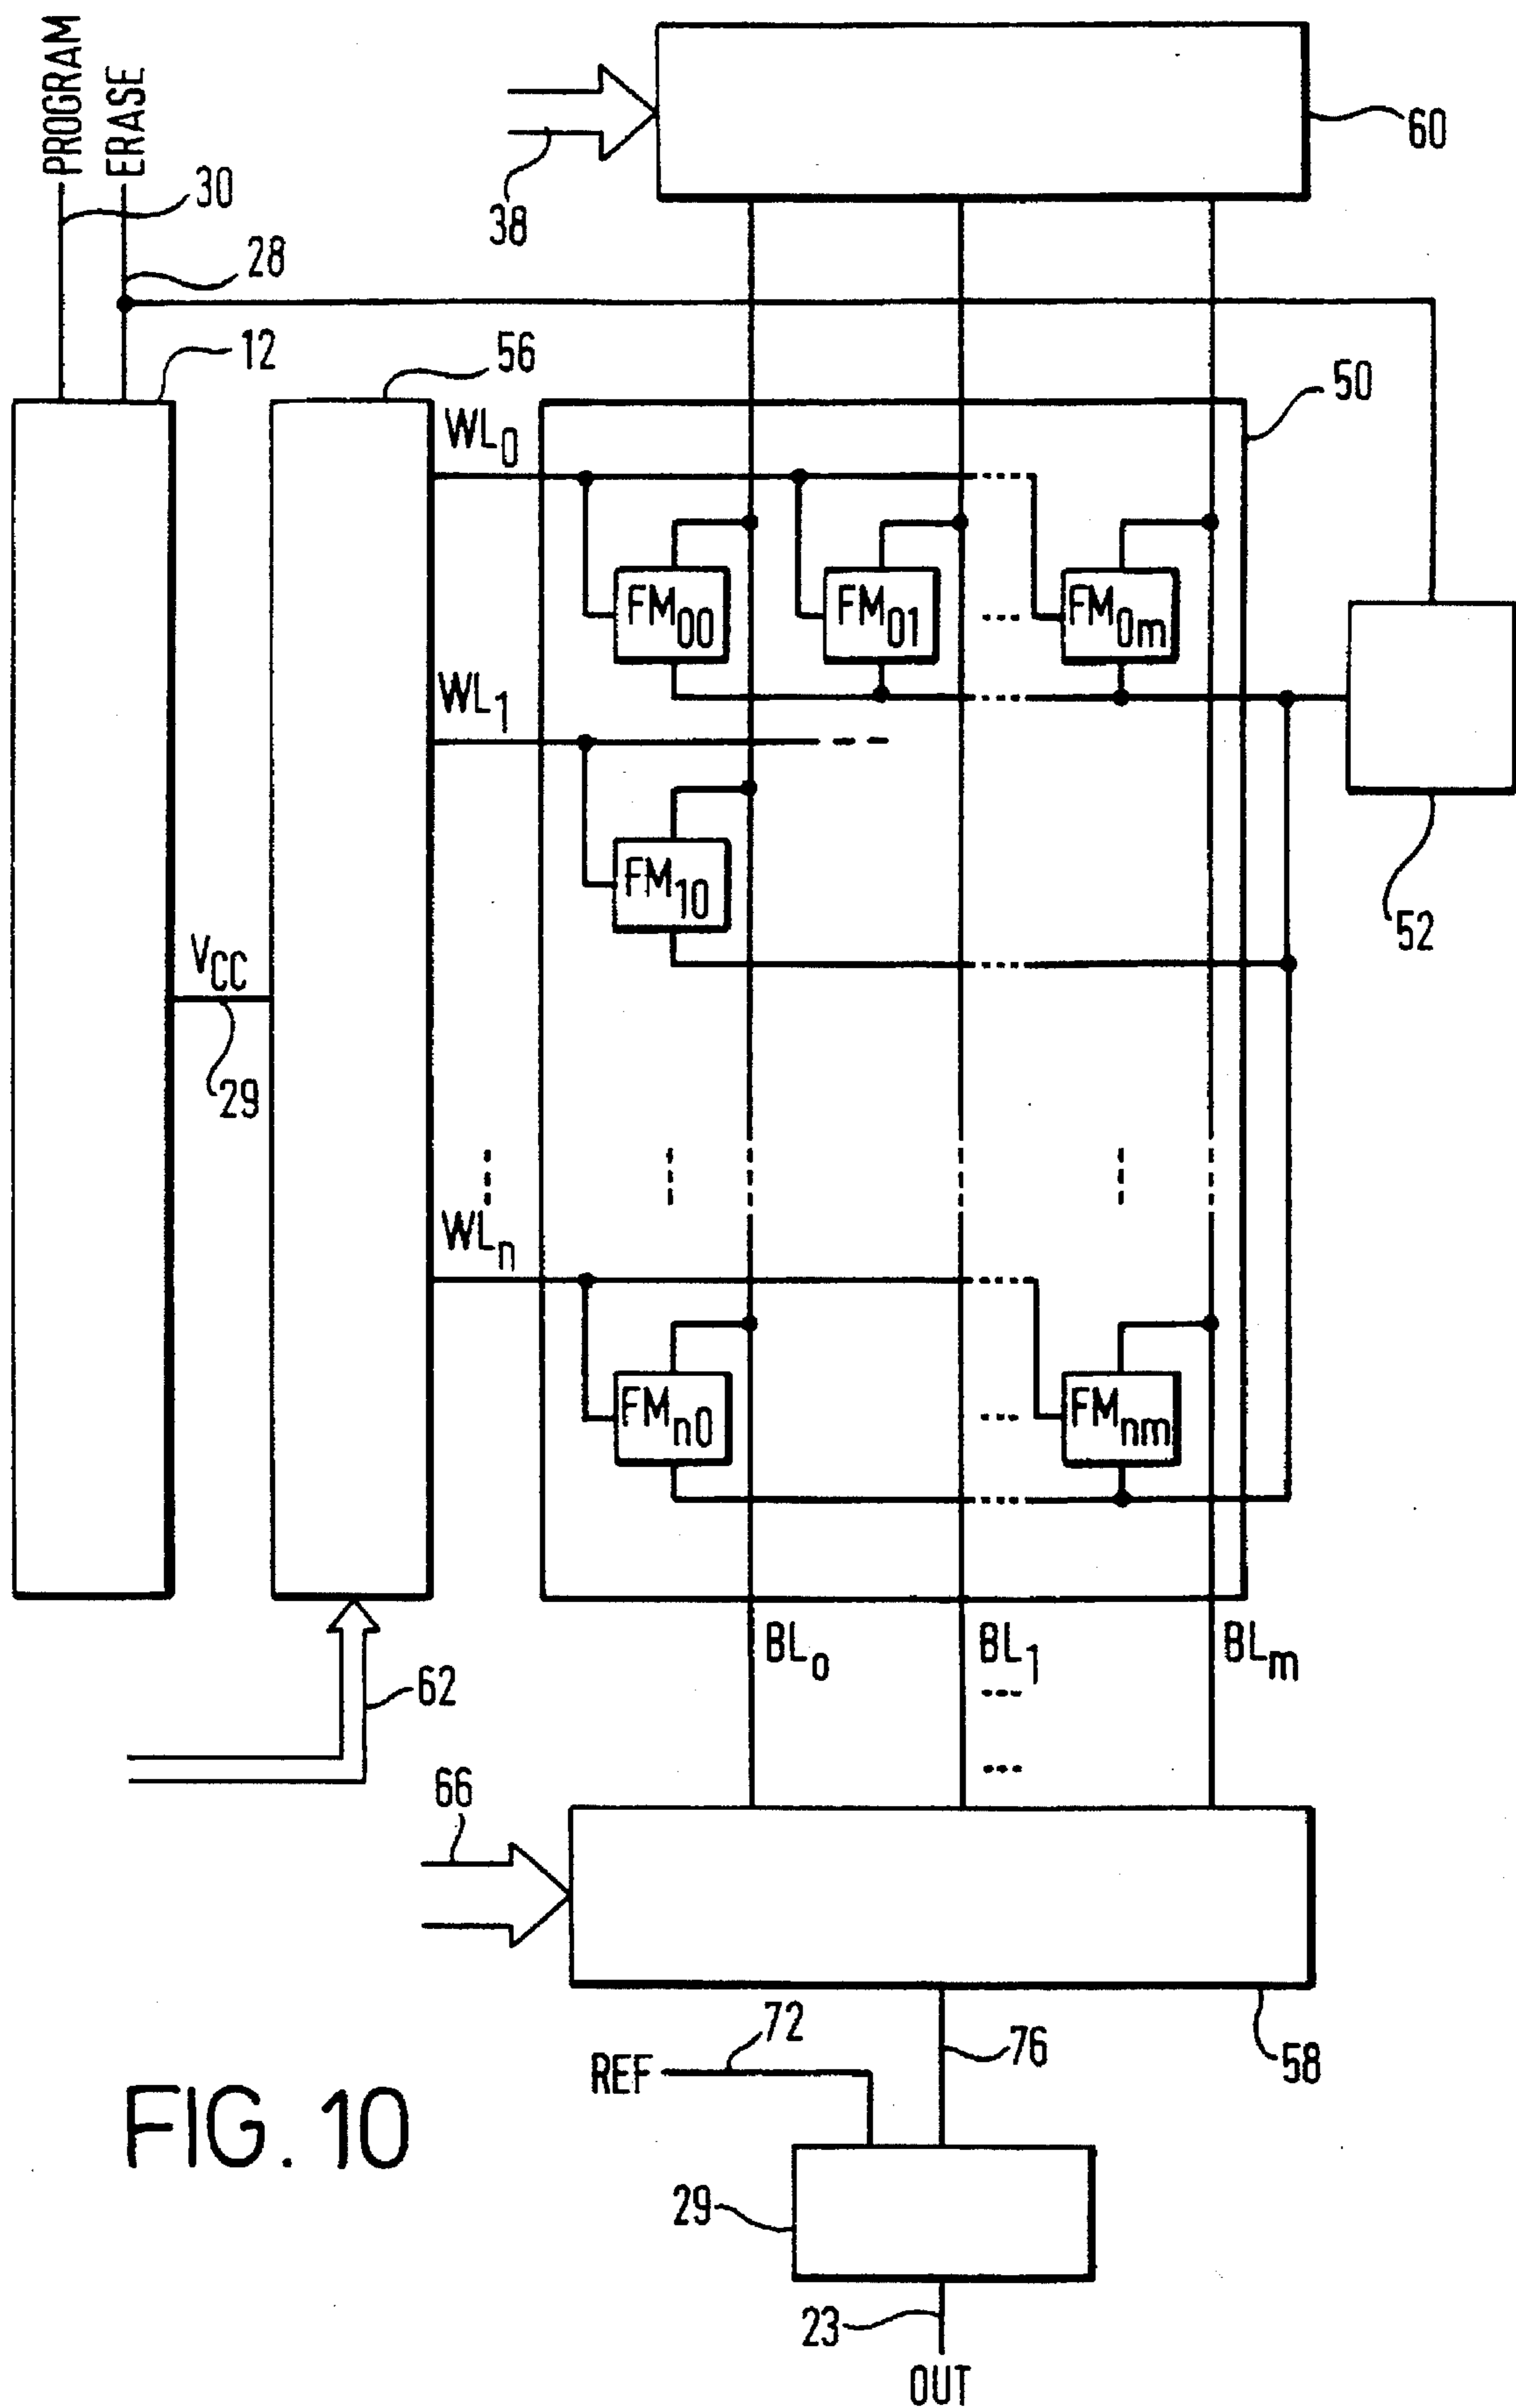 PROGRAM
ERASE
30
28
38
60
12
56
50
WL0
FM00
FM01
FM0m
WL1
FM10
52
VCC
29
WLn
FMn0
FMnm
BL0
BL1
BLm
62
66
72
76
58
REF
FIG. 10
29
23
OUT